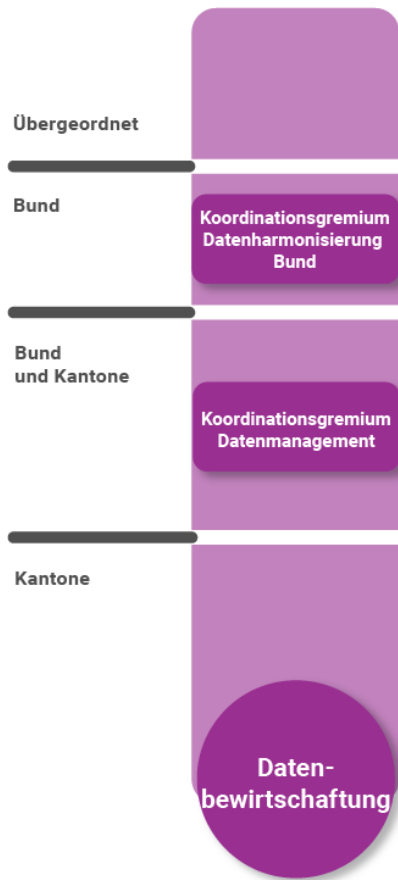 Übergeordnet
Bund
Koordinationsgremium
Datenharmonisierung
Bund
Bund
und Kantone
Koordinationsgremium
Datenmanagement
Kantone
Daten-
bewirtschaftung